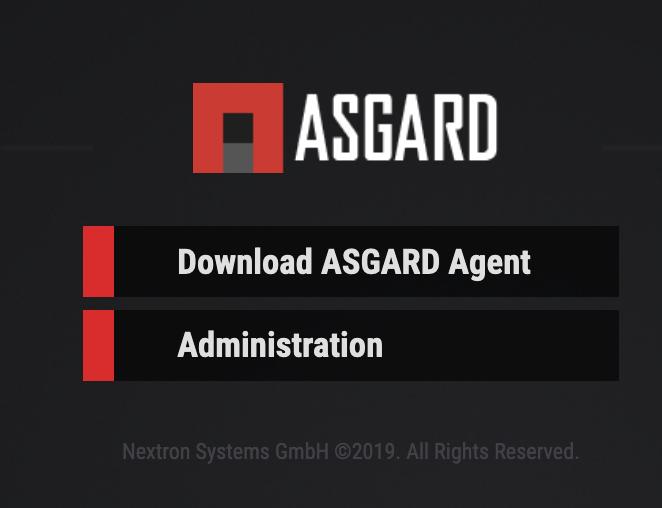 ASGARD
Download ASGARD Agent
Administration
Nextron Systems GmbH ©2019. All Rights Reserved.